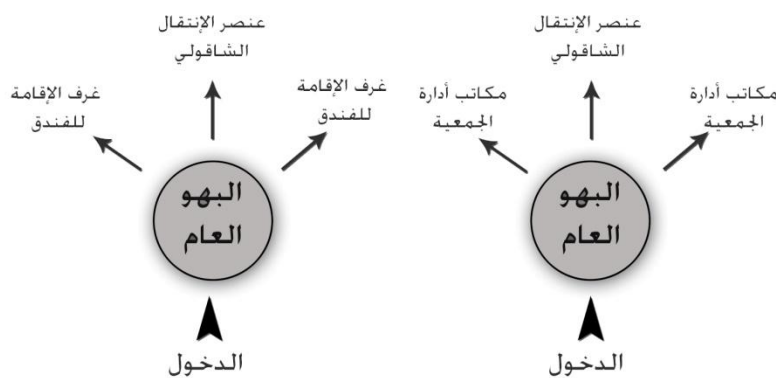 عنصر الإنتقال
الشاقولي
مكاتب أدارة
الجمعية
مكاتب أدارة
الجمعية
البهو
العام
الدخول
عنصر الإنتقال
الشاقولي
غرف الإقامة
للفندق
غرف الإقامة
للفندق
البهو
العام
الدخول